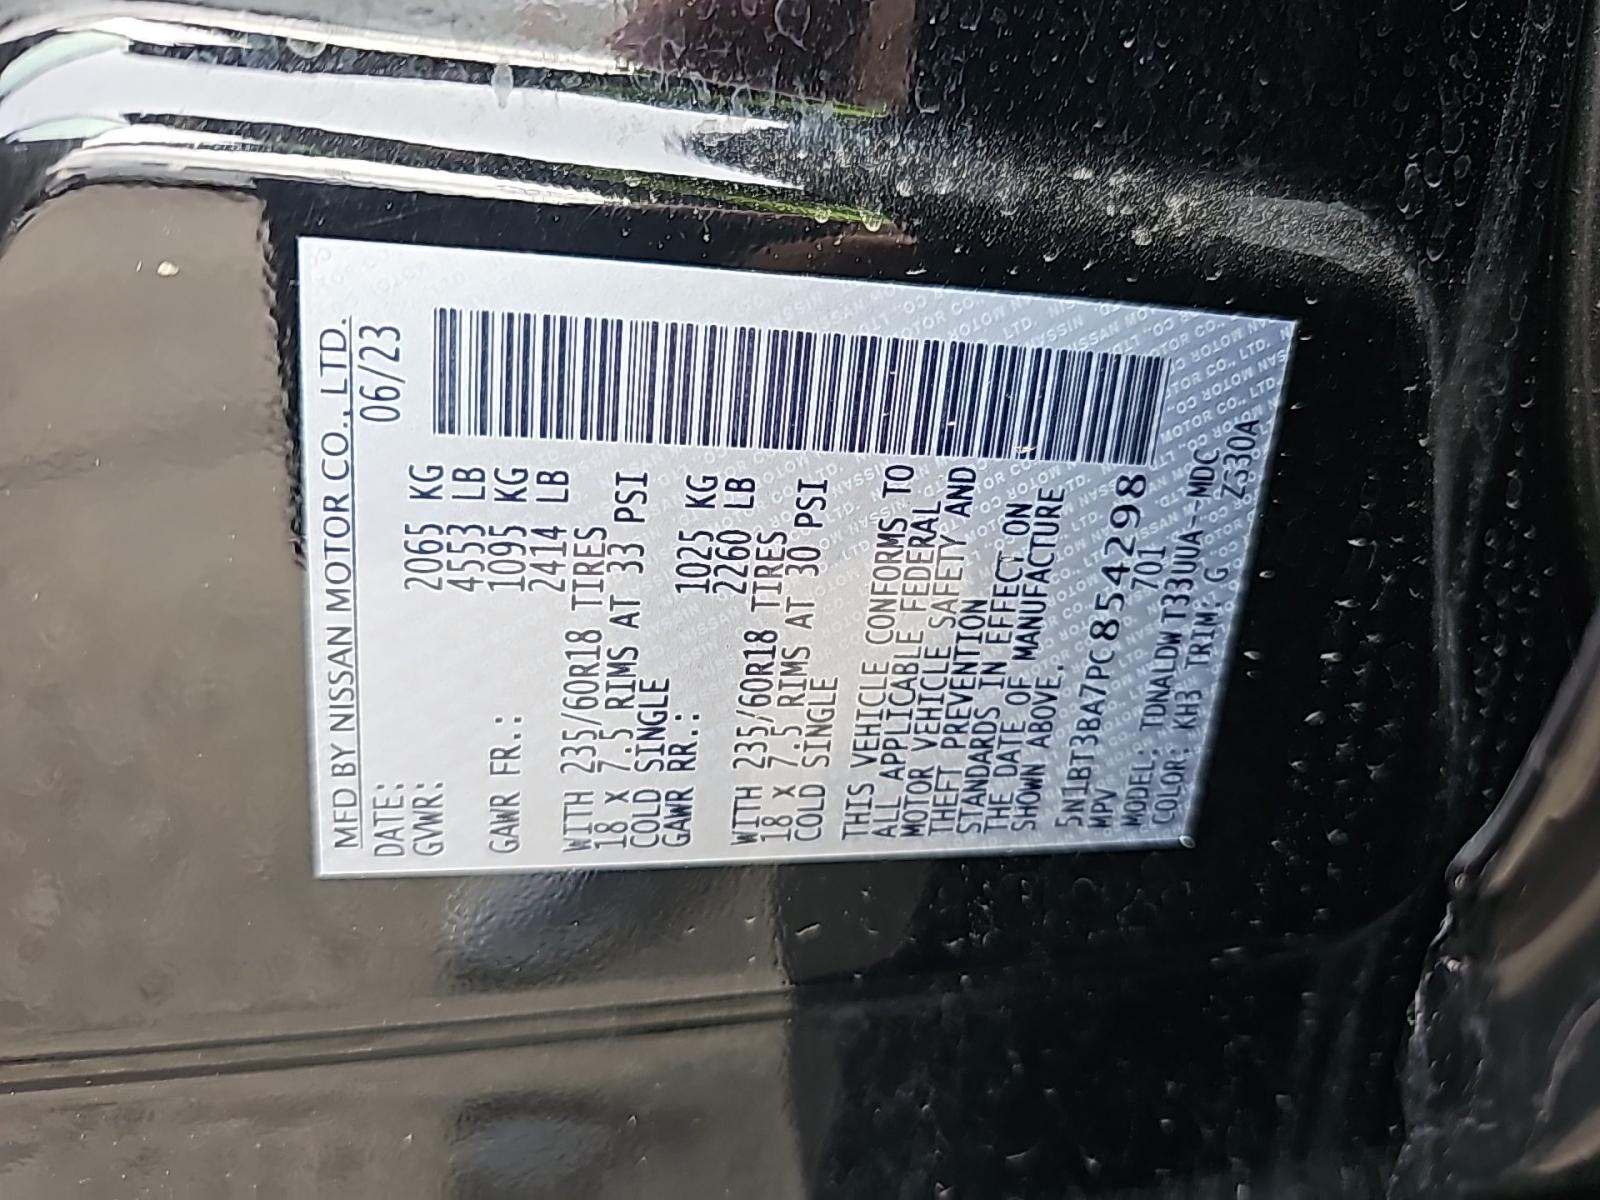 MFD BY NISSAN MOTOR CO., LTD.
DATE: 06/23
GVWR: 2065 KG
4553 LB
GAWR FR.: 1095 KG
2414 LB
WITH 235/60R18 TIRES
18 X 7.5 RIMS AT 33 PSI
COLD SINGLE
GAWR RR.: 1025 KG
2260 LB
WITH 235/60R18 TIRES
18 X 7.5 RIMS AT 30 PSI
COLD SINGLE
THIS VEHICLE CONFORMS TO
ALL APPLICABLE FEDERAL
MOTOR VEHICLE SAFETY AND
THEFT PREVENTION
STANDARDS IN EFFECT ON
THE DATE OF MANUFACTURE
SHOWN ABOVE.
5N1BT3BA7PC854298
MPV 701
MODEL: TDNALDW T33UUA--MDC
COLOR: KH3 TRIM, G Z330A